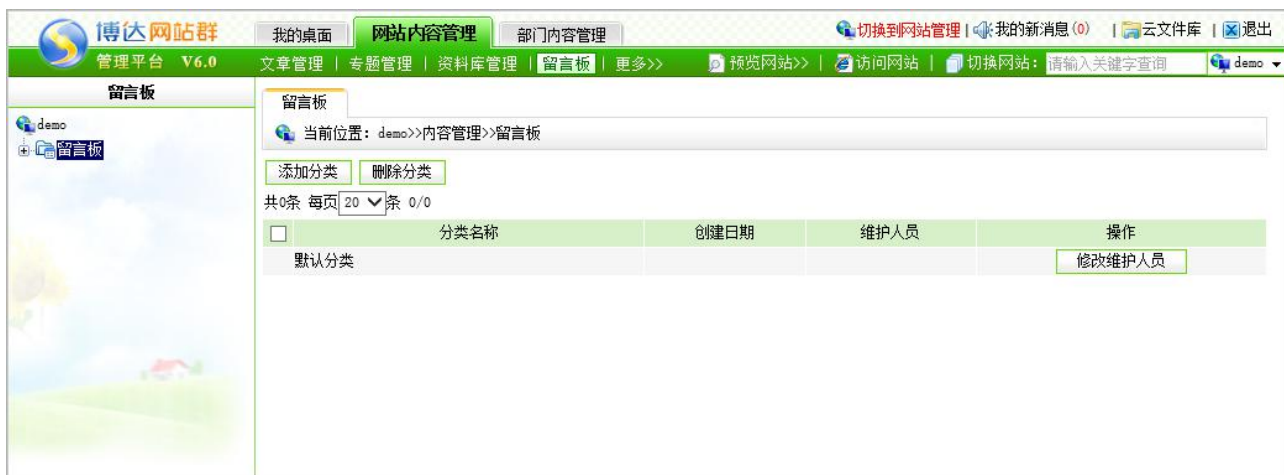 博达网站群
管理平台 V6.0
我的桌面 网站内容管理 部门内容管理 切换到网站管理 | 我的新消息(0) | 云文件库 | 退出
文章管理 | 专题管理 | 资料库管理 | 留言板 | 更多>> 预览网站>> | 访问网站 | 切换网站: 请输入关键字查询 demo
留言板
demo
留言板
留言板
当前位置: demo>>内容管理>>留言板
添加分类 删除分类
共0条 每页 20 条 0/0
分类名称 创建日期 维护人员 操作
默认分类 修改维护人员